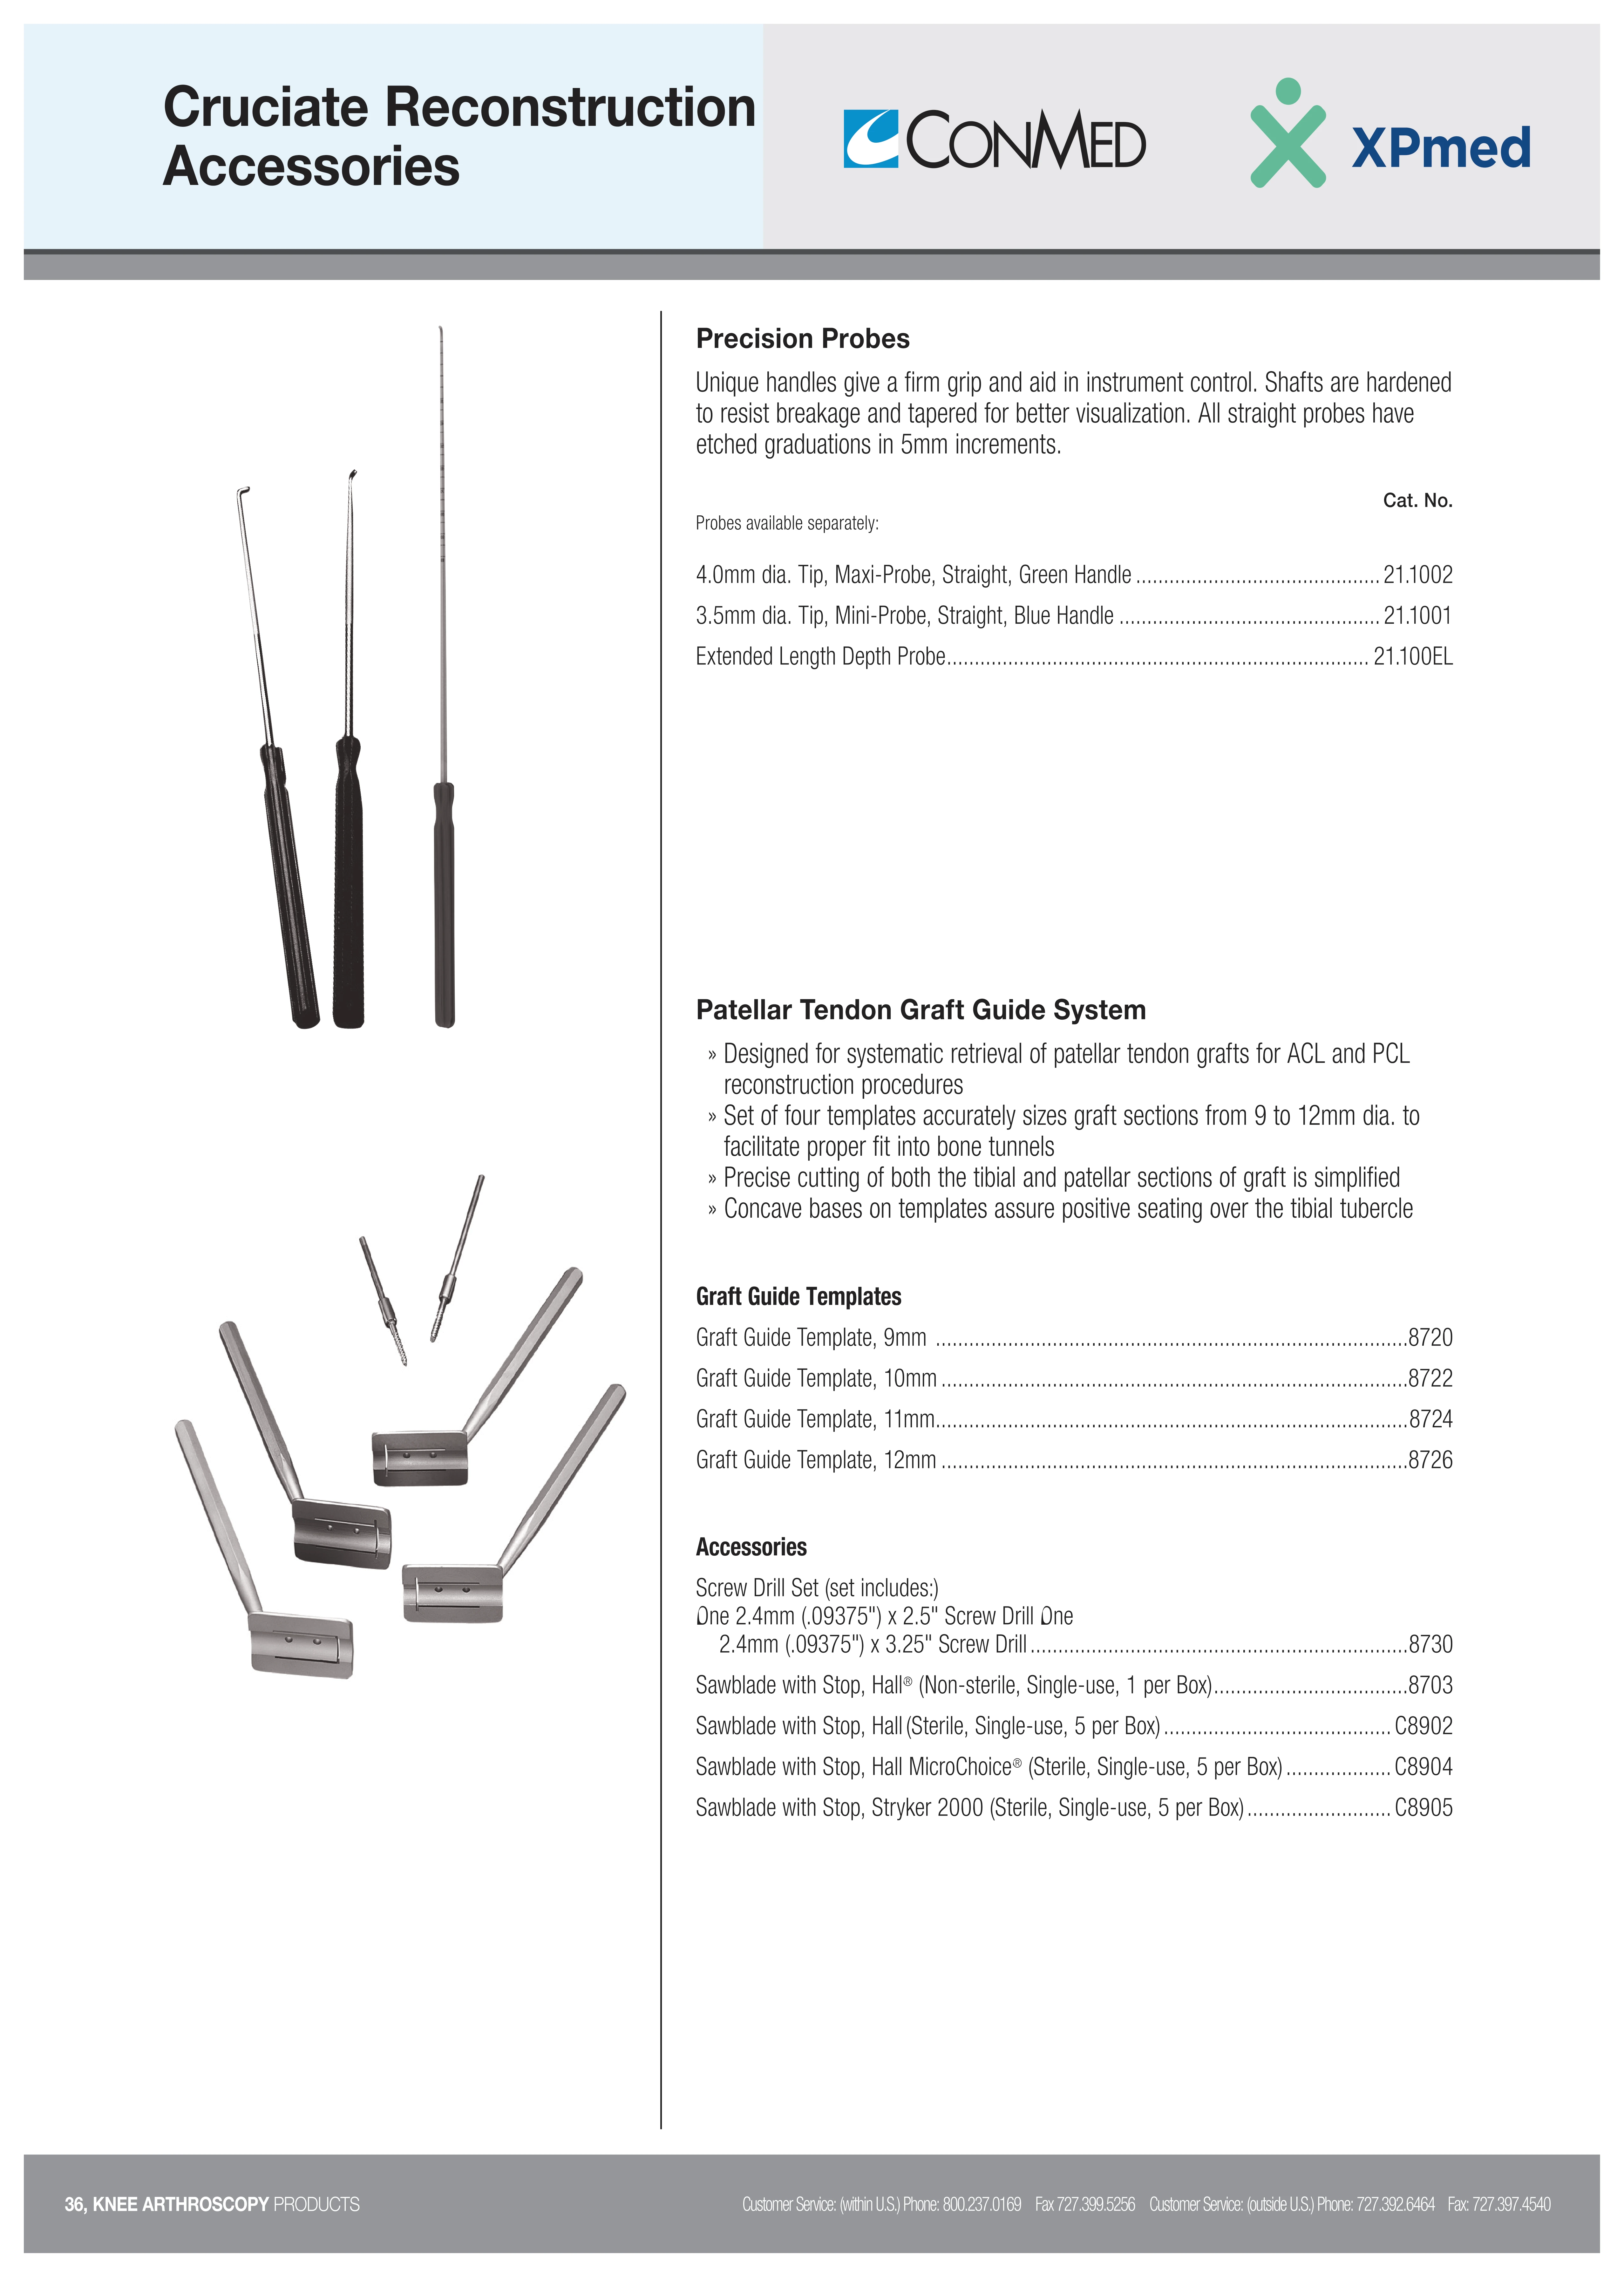 Cruciate Reconstruction
Accessories
CONMED
XPmed
Precision Probes
Unique handles give a firm grip and aid in instrument control. Shafts are hardened
to resist breakage and tapered for better visualization. All straight probes have
etched graduations in 5mm increments.
Cat. No.
Probes available separately:
4.0mm dia. Tip, Maxi-Probe, Straight, Green Handle ............................................ 21.1002
3.5mm dia. Tip, Mini-Probe, Straight, Blue Handle ............................................... 21.1001
Extended Length Depth Probe............................................................................ 21.100EL
Patellar Tendon Graft Guide System
» Designed for systematic retrieval of patellar tendon grafts for ACL and PCL
reconstruction procedures
» Set of four templates accurately sizes graft sections from 9 to 12mm dia. to
facilitate proper fit into bone tunnels
» Precise cutting of both the tibial and patellar sections of graft is simplified
» Concave bases on templates assure positive seating over the tibial tubercle
Graft Guide Templates
Graft Guide Template, 9mm .....................................................................................8720
Graft Guide Template, 10mm ....................................................................................8722
Graft Guide Template, 11mm.....................................................................................8724
Graft Guide Template, 12mm ....................................................................................8726
Accessories
Screw Drill Set (set includes:)
One 2.4mm (.09375") x 2.5" Screw Drill One
2.4mm (.09375") x 3.25" Screw Drill....................................................................8730
Sawblade with Stop, Hall® (Non-sterile, Single-use, 1 per Box)...................................8703
Sawblade with Stop, Hall (Sterile, Single-use, 5 per Box)......................................... C8902
Sawblade with Stop, Hall MicroChoice® (Sterile, Single-use, 5 per Box)................... C8904
Sawblade with Stop, Stryker 2000 (Sterile, Single-use, 5 per Box).......................... C8905
36, KNEE ARTHROSCOPY PRODUCTS
Customer Service: (within U.S.) Phone: 800.237.0169 Fax 727.399.5256 Customer Service: (outside U.S.) Phone: 727.392.6464 Fax: 727.397.4540